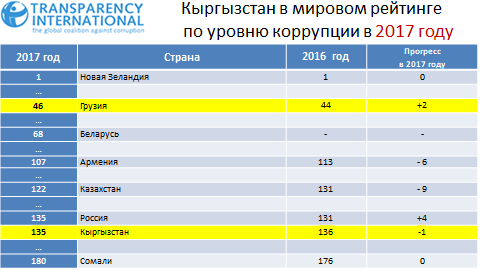 TRANSPARENCY
INTERNATIONAL
the global coalition against corruption
Кыргызстан в мировом рейтинге
по уровню коррупции в 2017 году
2017 год Страна 2016 год Прогресс
в 2017 году
1 Новая Зеландия 1 0
...
46 Грузия 44 +2
...
68 Беларусь - -
...
107 Армения 113 - 6
...
122 Казахстан 131 - 9
...
135 Россия 131 +4
135 Кыргызстан 136 -1
...
180 Сомали 176 0